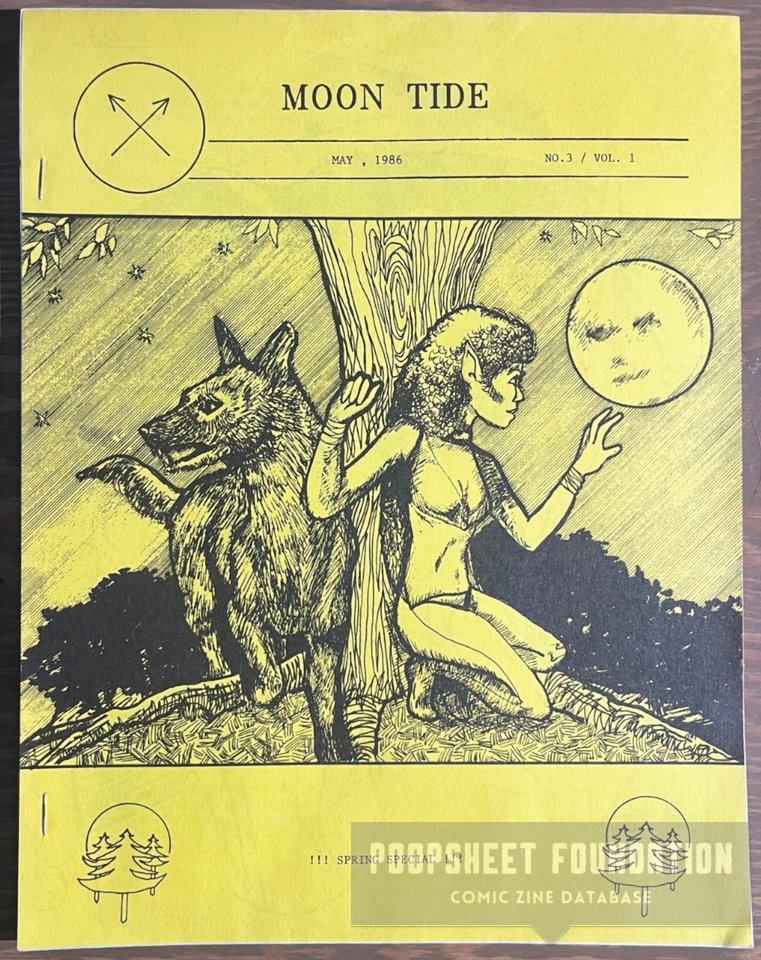 MOON TIDE
MAY , 1986 NO.3 / VOL. 1
!!! SPRING SPECIAL !!!
POOPSHEET FOUNDATION
COMIC ZINE DATABASE